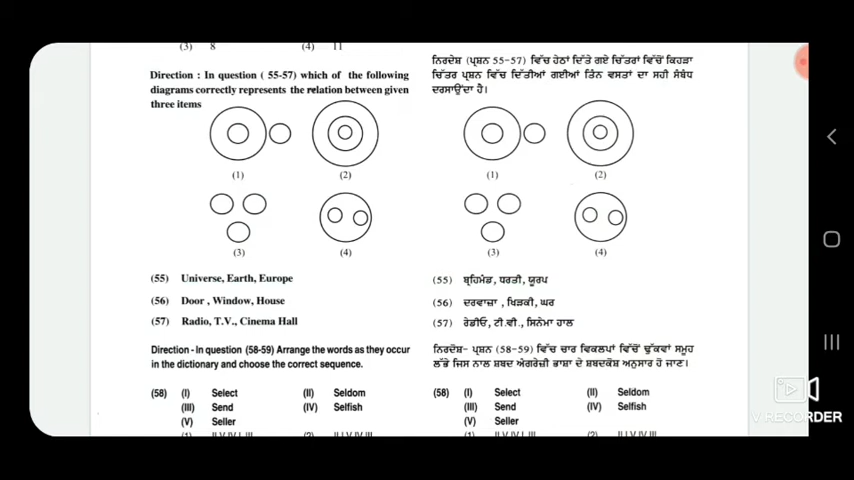 (3) 8 (4) 11
Direction : In question ( 55-57) which of the following
diagrams correctly represents the relation between given
three items
(1) (2)
(3) (4)
(55) Universe, Earth, Europe
(56) Door , Window, House
(57) Radio, T.V., Cinema Hall
Direction - In question (58-59) Arrange the words as they occur
in the dictionary and choose the correct sequence.
(58) (I) Select (II) Seldom
(III) Send (IV) Selfish
(V) Seller
ਨਿਰਦੇਸ਼ (ਪ੍ਰਸ਼ਨ 55-57) ਵਿੱਚ ਹੇਠਾਂ ਦਿੱਤੇ ਗਏ ਚਿੱਤਰਾਂ ਵਿੱਚੋਂ ਕਿਹੜਾ
ਚਿੱਤਰ ਪ੍ਰਸ਼ਨ ਵਿੱਚ ਦਿੱਤੀਆਂ ਗਈਆਂ ਤਿੰਨ ਵਸਤਾਂ ਦਾ ਸਹੀ ਸੰਬੰਧ
ਦਰਸਾਉਂਦਾ ਹੈ।
(1) (2)
(3) (4)
(55) ਬ੍ਰਹਿਮੰਡ, ਧਰਤੀ, ਯੂਰਪ
(56) ਦਰਵਾਜ਼ਾ , ਖਿੜਕੀ, ਘਰ
(57) ਰੇਡੀਓ, ਟੀ.ਵੀ., ਸਿਨੇਮਾ ਹਾਲ
ਨਿਰਦੇਸ਼- ਪ੍ਰਸ਼ਨ (58-59) ਵਿੱਚ ਚਾਰ ਵਿਕਲਪਾਂ ਵਿੱਚੋਂ ਢੁੱਕਵਾਂ ਸਮੂਹ
ਲੱਭੋ ਜਿਸ ਨਾਲ ਸ਼ਬਦ ਅੰਗਰੇਜ਼ੀ ਭਾਸ਼ਾ ਦੇ ਸ਼ਬਦਕੋਸ਼ ਅਨੁਸਾਰ ਹੋ ਜਾਣ।
(58) (I) Select (II) Seldom
(III) Send (IV) Selfish
(V) Seller
V RECORDER